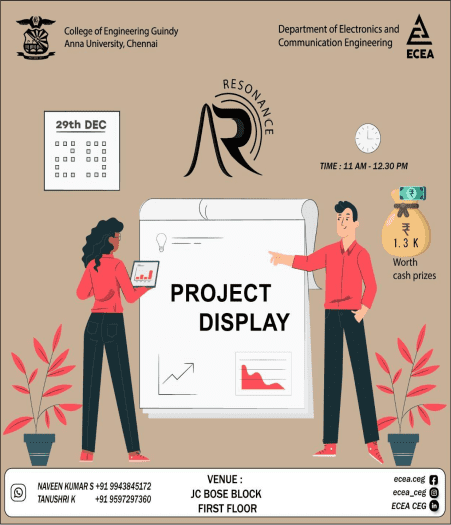 College of Engineering Guindy
Anna University, Chennai
Department of Electronics and
Communication Engineering
ECEA
RESONANCE
R
29th DEC
TIME : 11 AM - 12.30 PM
₹
1.3 K
Worth
cash prizes
PROJECT
DISPLAY
NAVEEN KUMAR S +91 9943845172
TANUSHRI K +91 9597297360
VENUE :
JC BOSE BLOCK
FIRST FLOOR
ecea.ceg
ecea_ceg
ECEA CEG